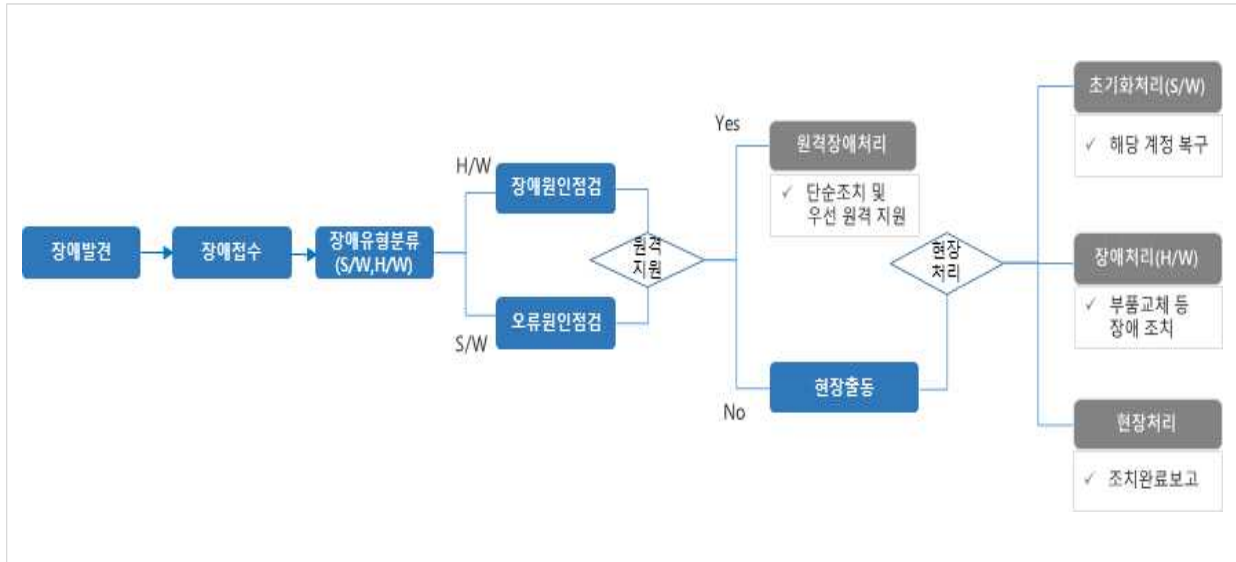 장애발견
장애접수
장애유형분류
(S/W,H/W)
H/W
장애원인점검
S/W
오류원인점검
원격
지원
Yes
원격장애처리
✓ 단순조치 및
우선 원격 지원
No
현장출동
현장
처리
초기화처리(S/W)
✓ 해당 계정 복구
장애처리(H/W)
✓ 부품교체 등
장애 조치
현장처리
✓ 조치완료보고